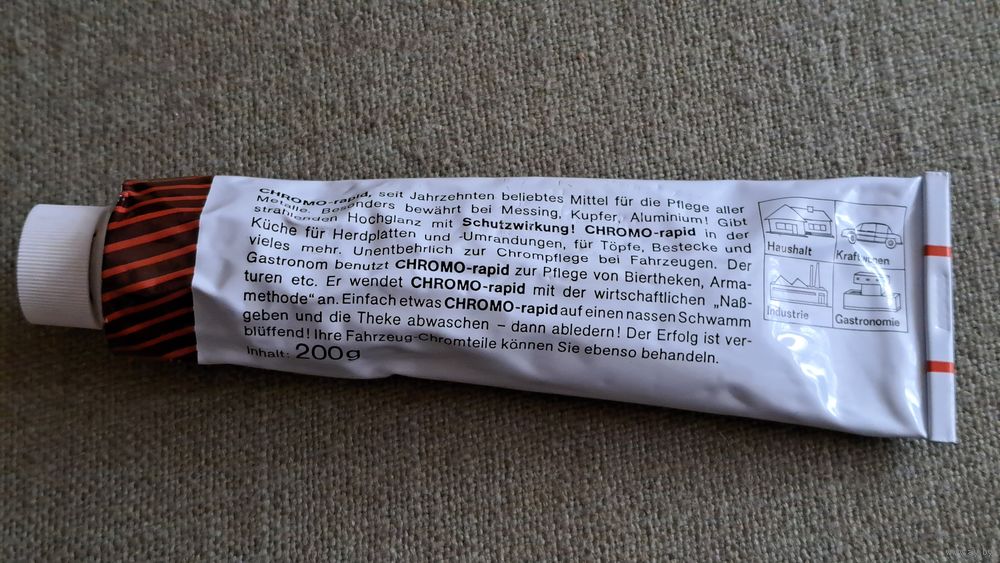 CHROMO-rapid, seit Jahrzehnten beliebtes Mittel für die Pflege aller
Metalle. Besonders bewährt bei Messing, Kupfer, Aluminium! Gibt
strahlenden Hochglanz mit Schutzwirkung! CHROMO-rapid in der
Küche für Herdplatten und -Umrandungen, für Töpfe, Bestecke und
vieles mehr. Unentbehrlich zur Chrompflege bei Fahrzeugen. Der
Gastronom benutzt CHROMO-rapid zur Pflege von Biertheken, Arma-
turen etc. Er wendet CHROMO-rapid mit der wirtschaftlichen „Naß-
methode“ an. Einfach etwas CHROMO-rapid auf einen nassen Schwamm
geben und die Theke abwaschen – dann abledern! Der Erfolg ist ver-
blüffend! Ihre Fahrzeug-Chromteile können Sie ebenso behandeln.
Inhalt: 200g
Haushalt
Kraftwagen
Industrie
Gastronomie